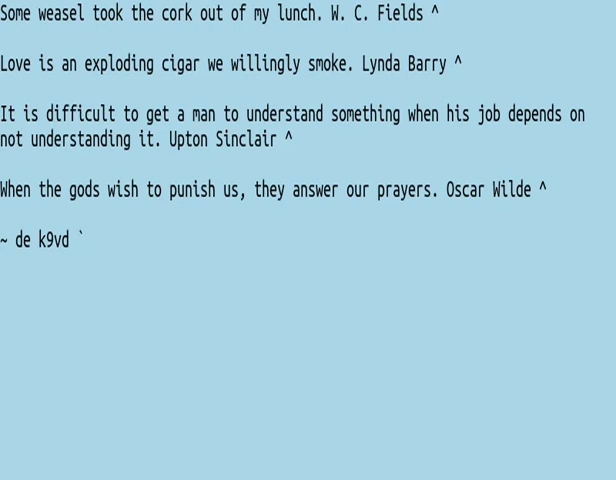 Some weasel took the cork out of my lunch. W. C. Fields ^
Love is an exploding cigar we willingly smoke. Lynda Barry ^
It is difficult to get a man to understand something when his job depends on
not understanding it. Upton Sinclair ^
When the gods wish to punish us, they answer our prayers. Oscar Wilde ^
~ de k9vd `